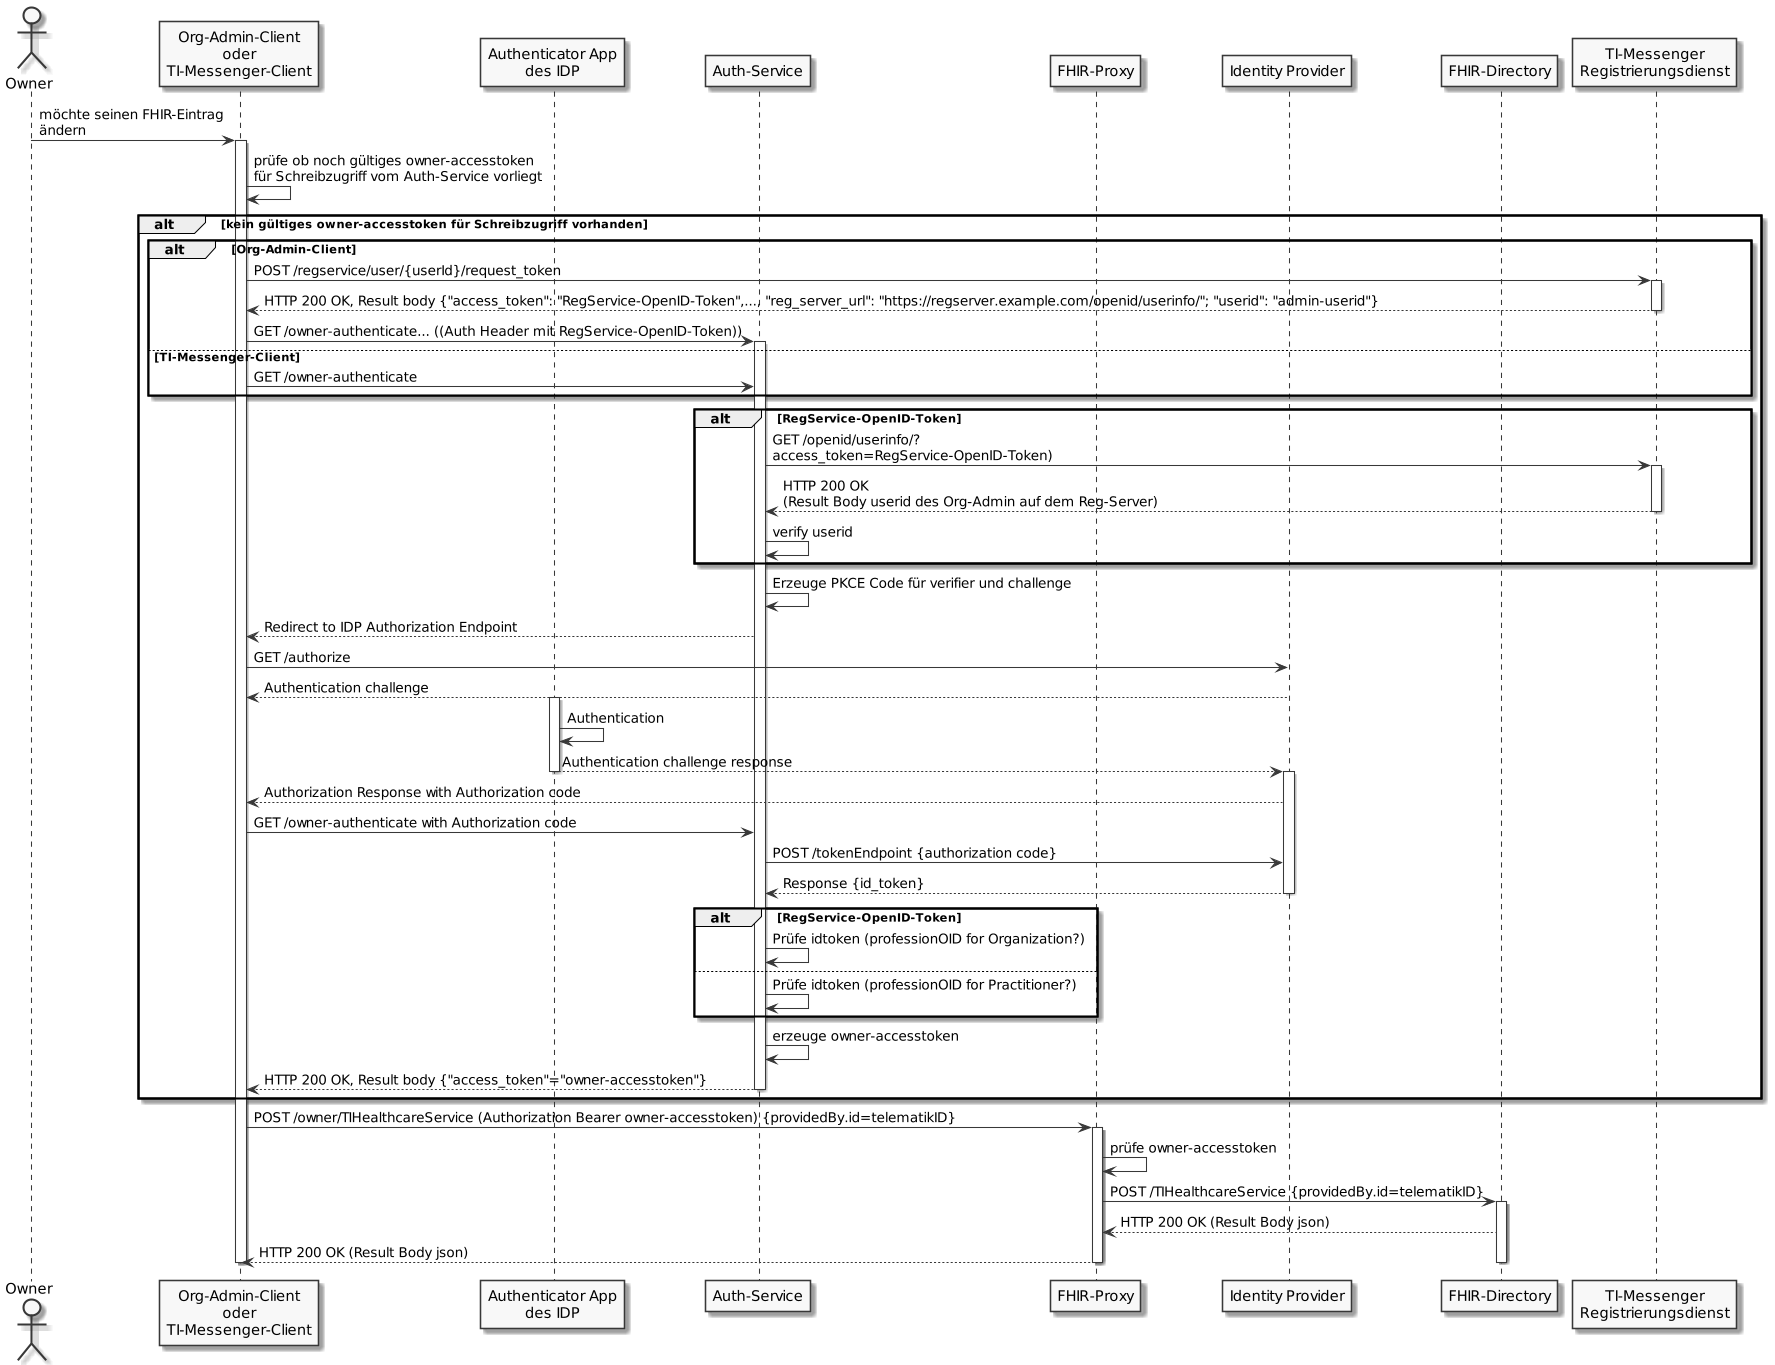 Owner
Org-Admin-Client
oder
TI-Messenger-Client
Authenticator App
des IDP
Auth-Service
FHIR-Proxy
Identity Provider
FHIR-Directory
TI-Messenger
Registrierungsdienst
möchte seinen FHIR-Eintrag
ändern
prüfe ob noch gültiges owner-accesstoken
für Schreibzugriff vom Auth-Service vorliegt
alt [kein gültiges owner-accesstoken für Schreibzugriff vorhanden]
alt [Org-Admin-Client]
POST /regservice/user/{userId}/request_token
HTTP 200 OK, Result body {"access_token": "RegService-OpenID-Token",..., "reg_server_url": "https://regserver.example.com/openid/userinfo/"; "userid": "admin-userid"}
GET /owner-authenticate... ((Auth Header mit RegService-OpenID-Token))
[TI-Messenger-Client]
GET /owner-authenticate
alt [RegService-OpenID-Token]
GET /openid/userinfo/?
access_token=RegService-OpenID-Token)
HTTP 200 OK
(Result Body userid des Org-Admin auf dem Reg-Server)
verify userid
Erzeuge PKCE Code für verifier und challenge
Redirect to IDP Authorization Endpoint
GET /authorize
Authentication challenge
Authentication
Authentication challenge response
Authorization Response with Authorization code
GET /owner-authenticate with Authorization code
POST /tokenEndpoint {authorization code}
Response {id_token}
alt [RegService-OpenID-Token]
Prüfe idtoken (professionOID for Organization?)
Prüfe idtoken (professionOID for Practitioner?)
erzeuge owner-accesstoken
HTTP 200 OK, Result body {"access_token"="owner-accesstoken"}
POST /owner/TIHealthcareService (Authorization Bearer owner-accesstoken) {providedBy.id=telematikID}
prüfe owner-accesstoken
POST /TIHealthcareService {providedBy.id=telematikID}
HTTP 200 OK (Result Body json)
HTTP 200 OK (Result Body json)
Owner
Org-Admin-Client
oder
TI-Messenger-Client
Authenticator App
des IDP
Auth-Service
FHIR-Proxy
Identity Provider
FHIR-Directory
TI-Messenger
Registrierungsdienst